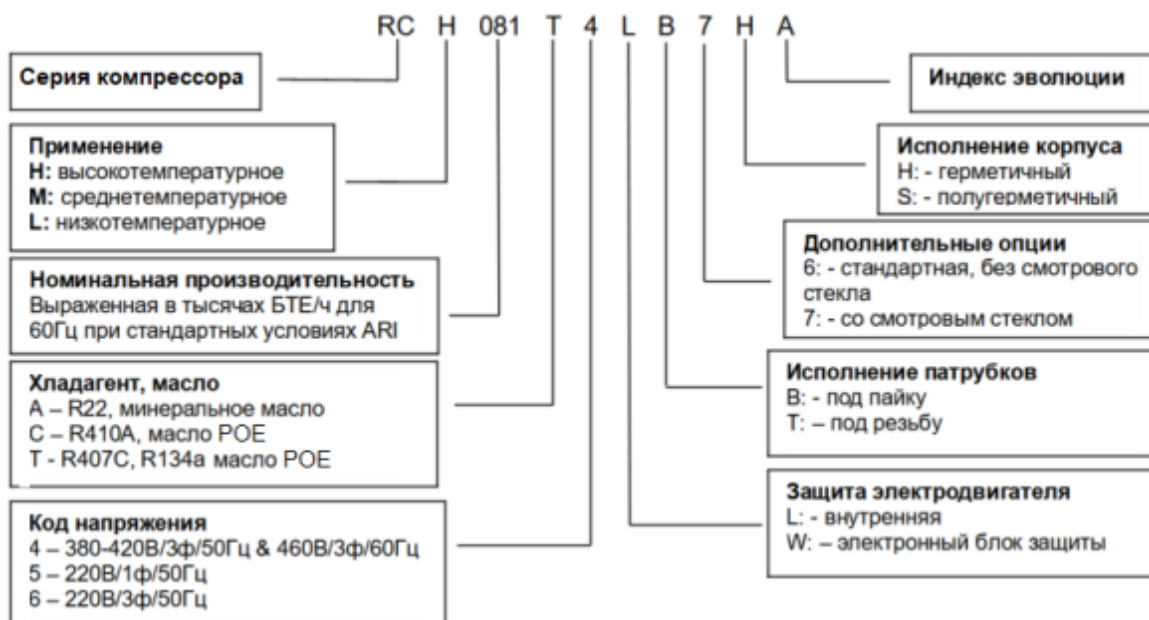 RC H 081 T 4 L B 7 H A
Серия компрессора
Применение
H: высокотемпературное
M: среднетемпературное
L: низкотемпературное
Номинальная производительность
Выраженная в тысячах БТЕ/ч для
60Гц при стандартных условиях ARI
Хладагент, масло
A – R22, минеральное масло
C – R410A, масло POE
T - R407C, R134a масло POE
Код напряжения
4 – 380-420В/3ф/50Гц & 460В/3ф/60Гц
5 – 220В/1ф/50Гц
6 – 220В/3ф/50Гц
Индекс эволюции
Исполнение корпуса
H: - герметичный
S: - полугерметичный
Дополнительные опции
6: - стандартная, без смотрового
стекла
7: - со смотровым стеклом
Исполнение патрубков
B: - под пайку
T: – под резьбу
Защита электродвигателя
L: - внутренняя
W: – электронный блок защиты